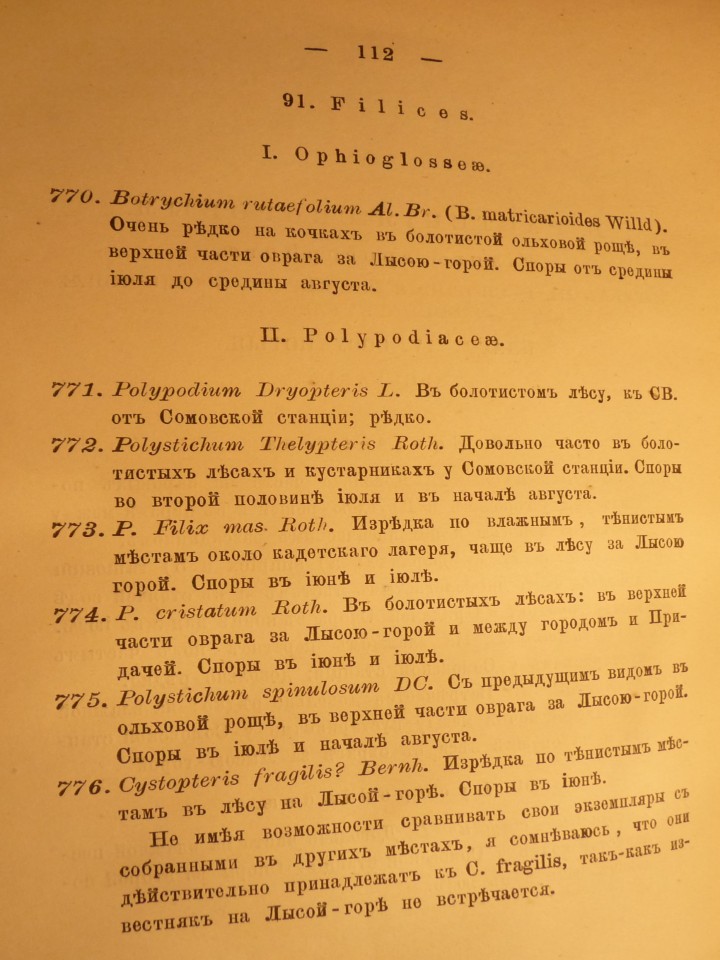 — 112 —
91. Filices.
I. Ophioglosseæ.
770. Botrychium rutaefolium Al. Br. (B. matricarioides Willd).
Очень рѣдко на кочкахъ въ болотистой ольховой рощѣ, въ
верхней части оврага за Лысою-горой. Споры отъ средины
іюля до средины августа.
II. Polypodiaceæ.
771. Polypodium Dryopteris L. Въ болотистомъ лѣсу, къ СВ.
отъ Сомовской станціи; рѣдко.
772. Polystichum Thelypteris Roth. Довольно часто въ боло-
тистыхъ лѣсахъ и кустарникахъ у Сомовской станціи. Споры
во второй половинѣ іюля и въ началѣ августа.
773. P. Filix mas. Roth. Изрѣдка по влажнымъ, тѣнистымъ
мѣстамъ около кадетскаго лагеря, чаще въ лѣсу за Лысою
горой. Споры въ іюнѣ и іюлѣ.
774. P. cristatum Roth. Въ болотистыхъ лѣсахъ: въ верхней
части оврага за Лысою-горой и между городомъ и При-
дачей. Споры въ іюнѣ и іюлѣ.
775. Polystichum spinulosum DC. Съ предыдущимъ видомъ въ
ольховой рощѣ, въ верхней части оврага за Лысою-горой.
Споры въ іюлѣ и началѣ августа.
776. Cystopteris fragilis? Bernh. Изрѣдка по тѣнистымъ мѣс-
тамъ въ лѣсу на Лысой-горѣ. Споры въ іюнѣ.
Не имѣя возможности сравнивать свои экземпляры съ
собранными въ другихъ мѣстахъ, я сомнѣваюсь, что они
дѣйствительно принадлежатъ къ C. fragilis, такъ-какъ из-
вестнякъ на Лысой-горѣ не встрѣчается.